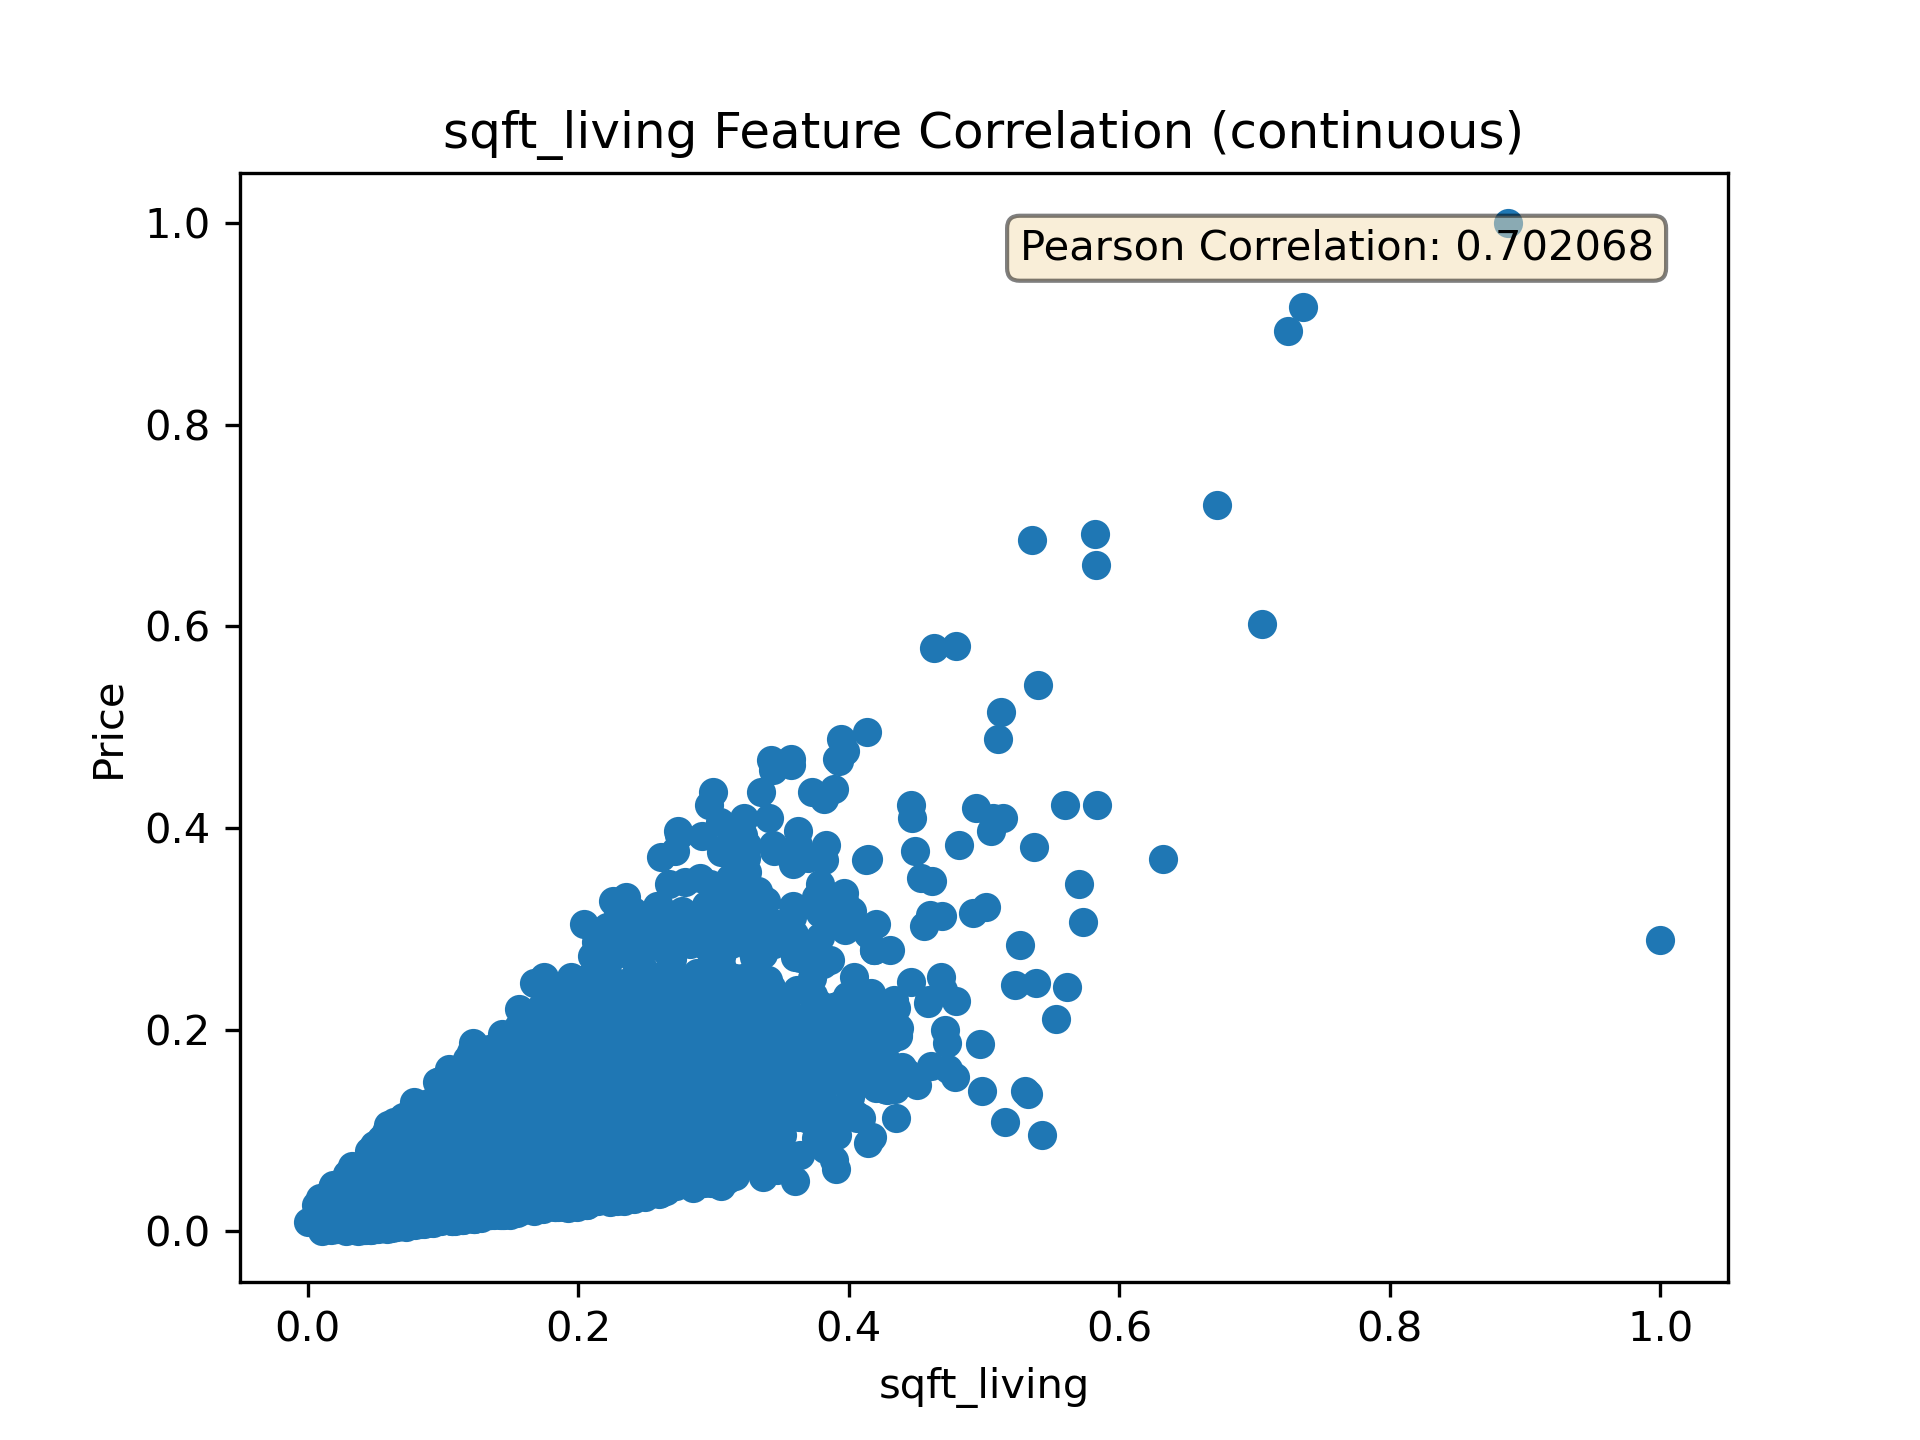 sqft_living Feature Correlation (continuous)
Pearson Correlation: 0.702068
1.0
0.8
0.6
0.4
0.2
0.0
Price
0.0 0.2 0.4 0.6 0.8 1.0
sqft_living